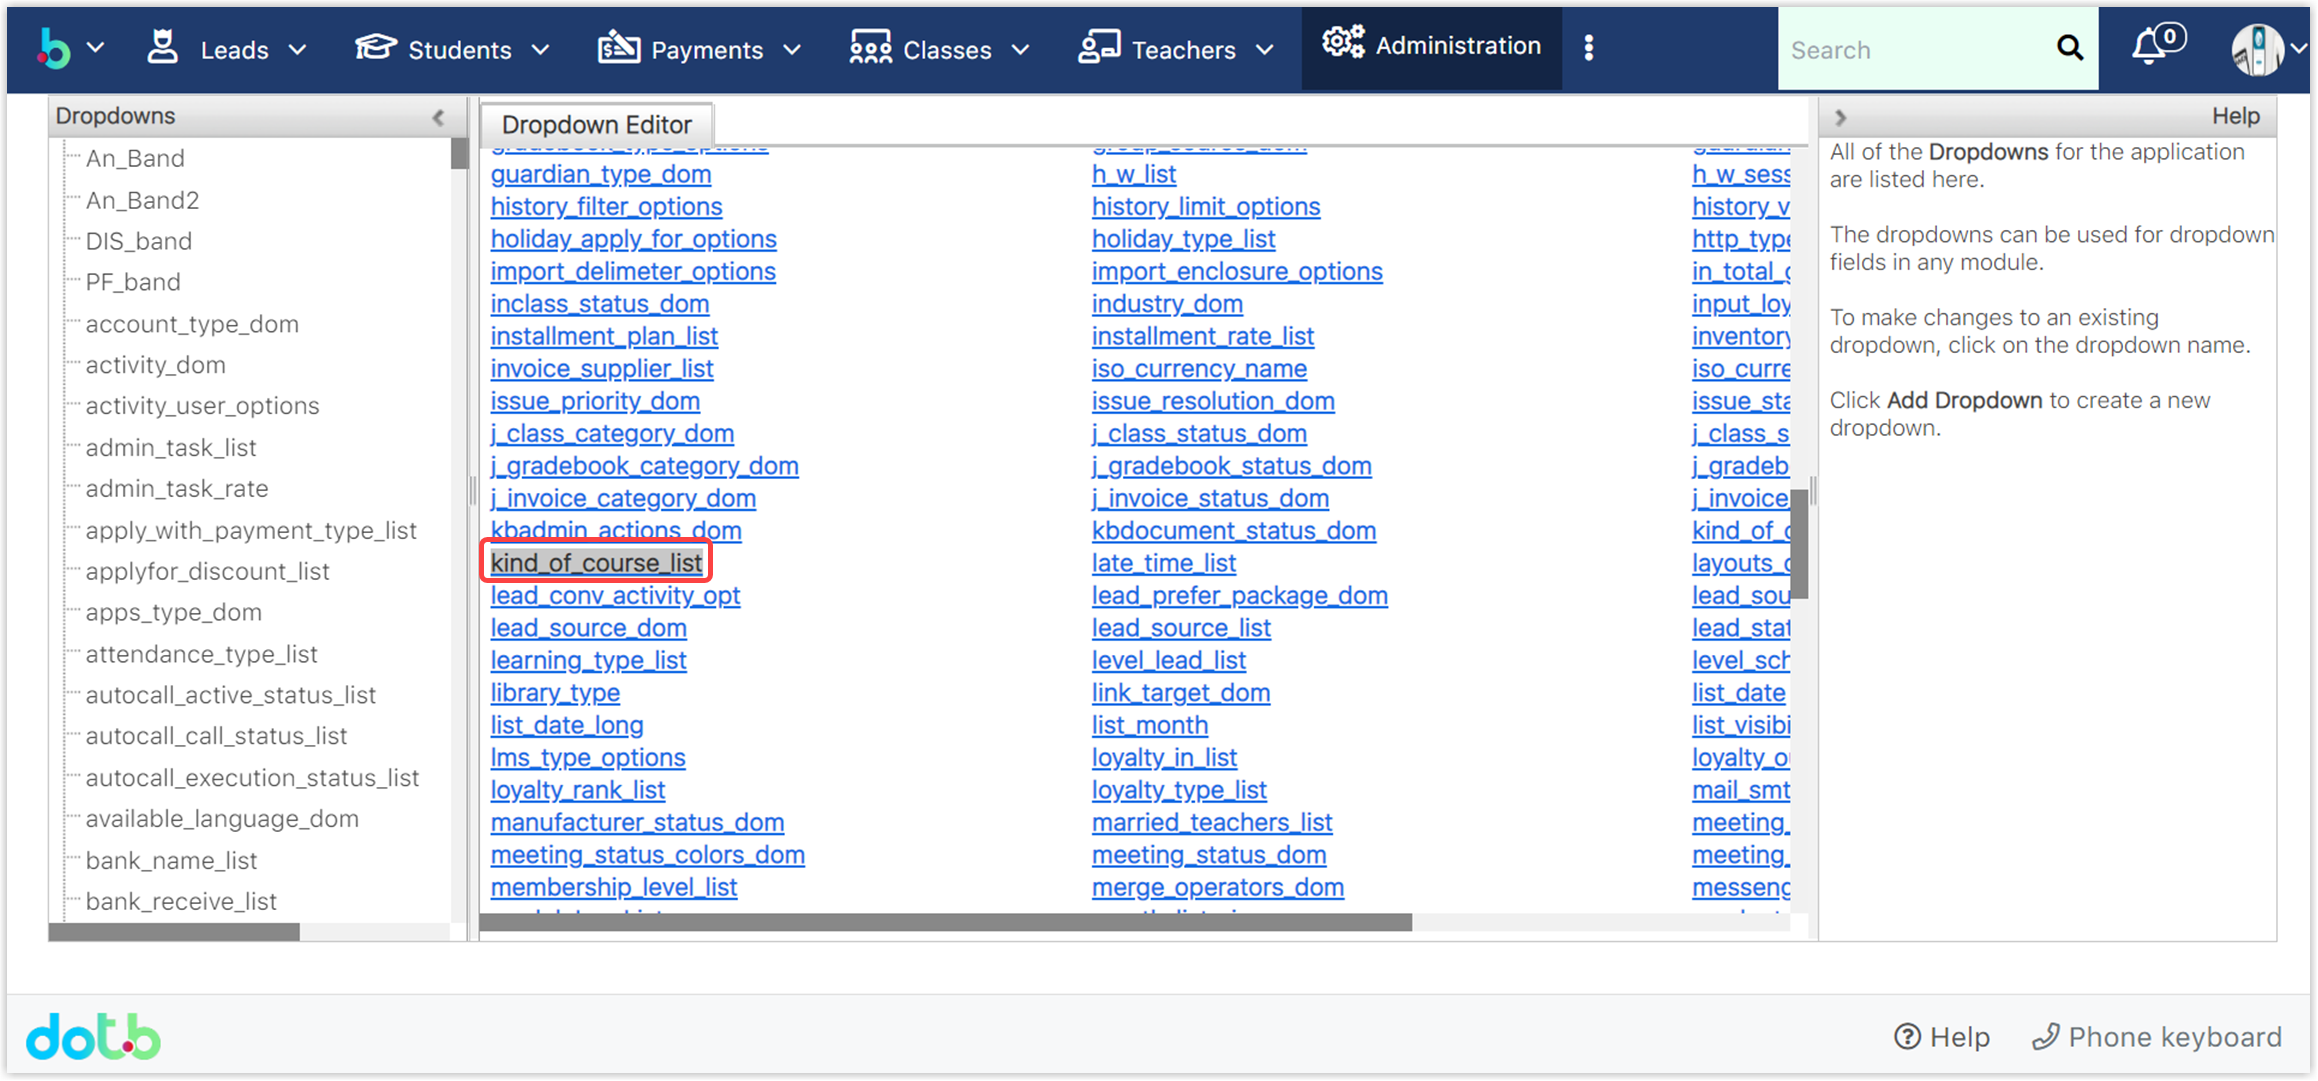 b Leads Students Payments Classes Teachers Administration Search 0
Dropdowns
An_Band
An_Band2
DIS_band
PF_band
account_type_dom
activity_dom
activity_user_options
admin_task_list
admin_task_rate
apply_with_payment_type_list
applyfor_discount_list
apps_type_dom
attendance_type_list
autocall_active_status_list
autocall_call_status_list
autocall_execution_status_list
available_language_dom
bank_name_list
bank_receive_list
Dropdown Editor
gradebook_type_options group_source_dom guardian
guardian_type_dom h_w_list h_w_sess
history_filter_options history_limit_options history_v
holiday_apply_for_options holiday_type_list http_type
import_delimeter_options import_enclosure_options in_total_
inclass_status_dom industry_dom input_loy
installment_plan_list installment_rate_list inventory
invoice_supplier_list iso_currency_name iso_curre
issue_priority_dom issue_resolution_dom issue_sta
j_class_category_dom j_class_status_dom j_class_s
j_gradebook_category_dom j_gradebook_status_dom j_gradeb
j_invoice_category_dom j_invoice_status_dom j_invoice_
kbadmin_actions_dom kbdocument_status_dom kind_of_c
kind_of_course_list late_time_list layouts_
lead_conv_activity_opt lead_prefer_package_dom lead_sou
lead_source_dom lead_source_list lead_stat
learning_type_list level_lead_list level_sch
library_type link_target_dom list_date
list_date_long list_month list_visibi
lms_type_options loyalty_in_list loyalty_o
loyalty_rank_list loyalty_type_list mail_smt
manufacturer_status_dom married_teachers_list meeting_
meeting_status_colors_dom meeting_status_dom meeting_
membership_level_list merge_operators_dom messeng
Help
All of the Dropdowns for the application
are listed here.
The dropdowns can be used for dropdown
fields in any module.
To make changes to an existing
dropdown, click on the dropdown name.
Click Add Dropdown to create a new
dropdown.
dotb
Help Phone keyboard